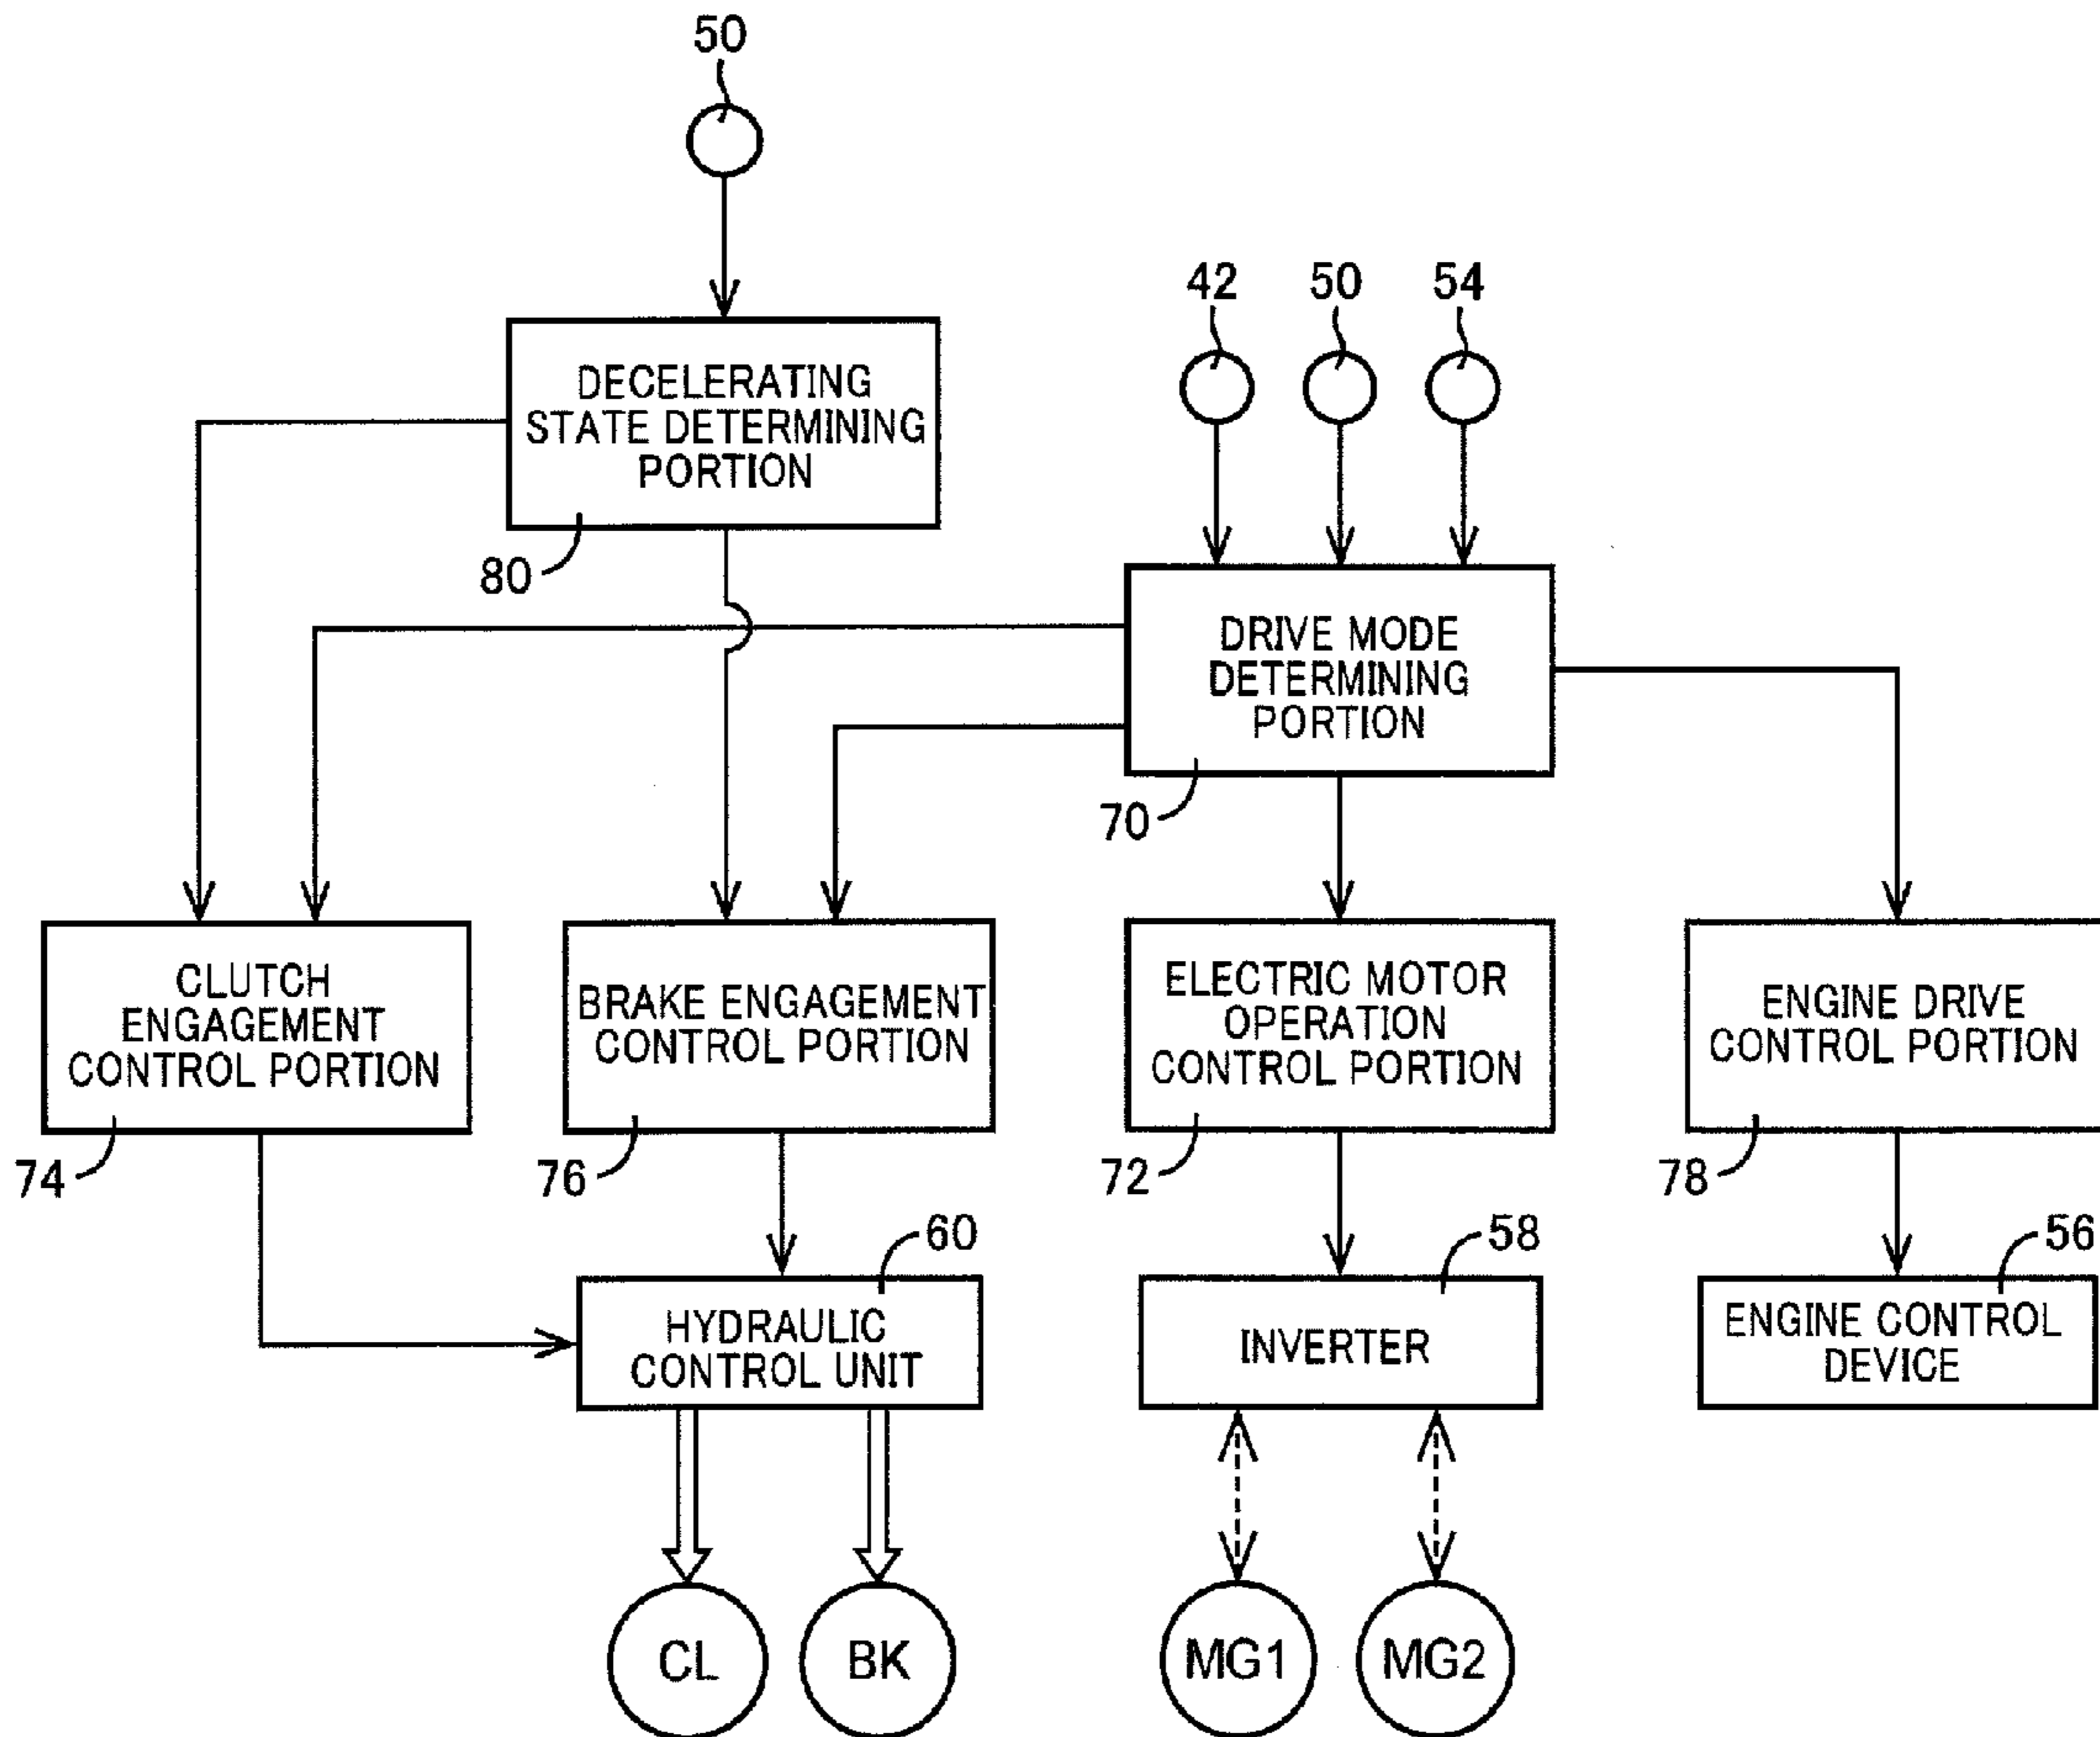 50
42
50
54
DECELERATING
STATE DETERMINING
PORTION
80
DRIVE MODE
DETERMINING
PORTION
70
CLUTCH
ENGAGEMENT
CONTROL PORTION
74
BRAKE ENGAGEMENT
CONTROL PORTION
76
ELECTRIC MOTOR
OPERATION
CONTROL PORTION
72
ENGINE DRIVE
CONTROL PORTION
78
60
HYDRAULIC
CONTROL UNIT
58
INVERTER
56
ENGINE CONTROL
DEVICE
CL
BK
MG1
MG2